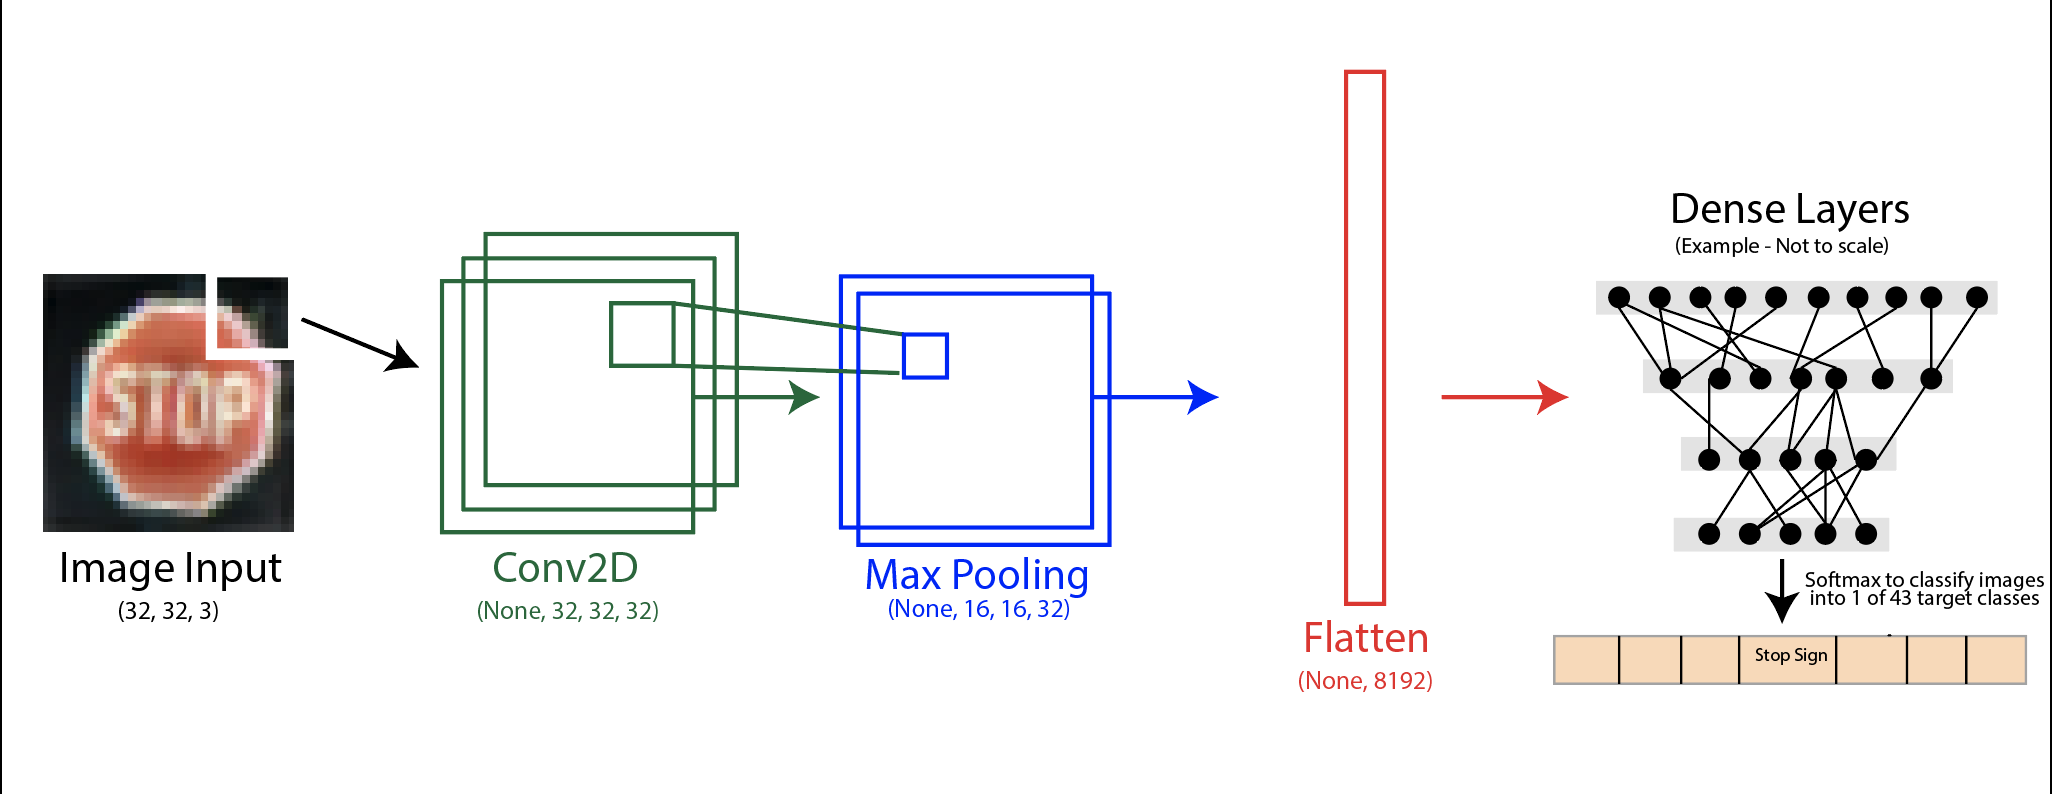 STOP
Image Input
(32, 32, 3)
Conv2D
(None, 32, 32, 32)
Max Pooling
(None, 16, 16, 32)
Flatten
(None, 8192)
Dense Layers
(Example - Not to scale)
Softmax to classify images
into 1 of 43 target classes
Stop Sign